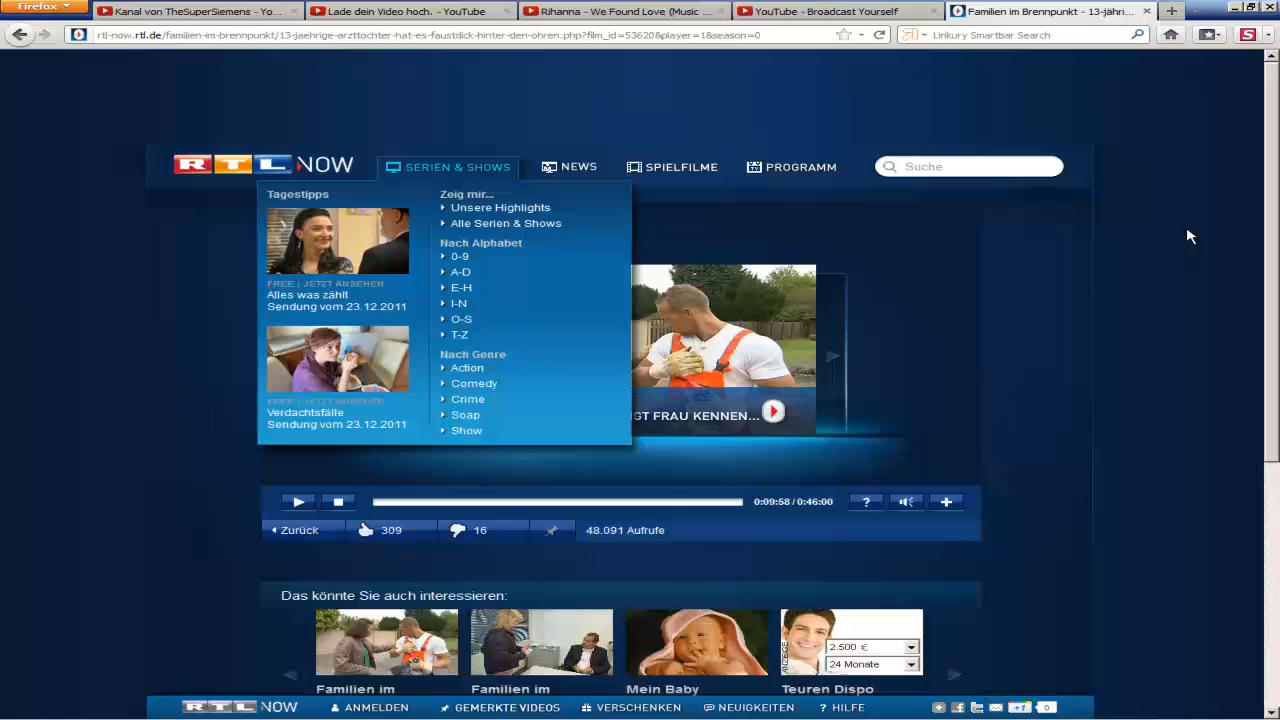 Firefox
Kanal von TheSuperSiemens - Yo...
Lade dein Video hoch. - YouTube
Rihanna - We Found Love (Music ...
YouTube - Broadcast Yourself
Familien im Brennpunkt - 13-jähri...
rtl-now.rtl.de/familien-im-brennpunkt/13-jaehrige-arzttochter-hat-es-faustdick-hinter-den-ohren.php?film_id=53620&player=1&season=0
Linkury Smartbar Search
RTL NOW
SERIEN & SHOWS
NEWS
SPIELFILME
PROGRAMM
Suche
Tagestipps
FREE | JETZT ANSEHEN
Alles was zählt
Sendung vom 23.12.2011
FREE | JETZT ANSEHEN
Verdachtsfälle
Sendung vom 23.12.2011
Zeig mir...
Unsere Highlights
Alle Serien & Shows
Nach Alphabet
0-9
A-D
E-H
I-N
O-S
T-Z
Nach Genre
Action
Comedy
Crime
Soap
Show
GT FRAU KENNEN...
0:09:58 / 0:46:00
?
Zurück
309
16
48.091 Aufrufe
Das könnte Sie auch interessieren:
ANZEIGE
2.500 €
24 Monate
Familien im
Familien im
Mein Baby
Teuren Dispo
RTL NOW
ANMELDEN
GEMERKTE VIDEOS
VERSCHENKEN
NEUIGKEITEN
? HILFE
+1
0